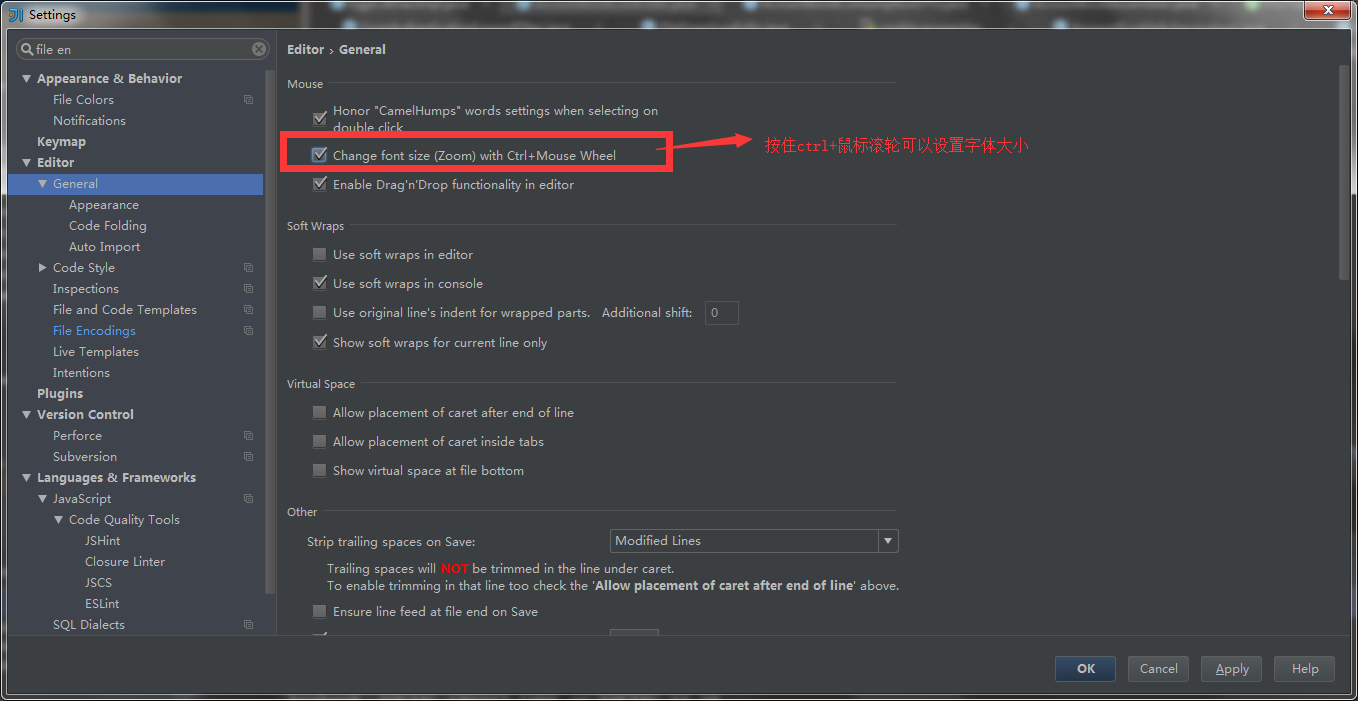 Settings
file en
Appearance & Behavior
File Colors
Notifications
Keymap
Editor
General
Appearance
Code Folding
Auto Import
Code Style
Inspections
File and Code Templates
File Encodings
Live Templates
Intentions
Plugins
Version Control
Perforce
Subversion
Languages & Frameworks
JavaScript
Code Quality Tools
JSHint
Closure Linter
JSCS
ESLint
SQL Dialects
Editor › General
Mouse
Honor "CamelHumps" words settings when selecting on
double click
Change font size (Zoom) with Ctrl+Mouse Wheel
按住ctrl+鼠标滚轮可以设置字体大小
Enable Drag'n'Drop functionality in editor
Soft Wraps
Use soft wraps in editor
Use soft wraps in console
Use original line's indent for wrapped parts. Additional shift: 0
Show soft wraps for current line only
Virtual Space
Allow placement of caret after end of line
Allow placement of caret inside tabs
Show virtual space at file bottom
Other
Strip trailing spaces on Save: Modified Lines
Trailing spaces will NOT be trimmed in the line under caret.
To enable trimming in that line too check the 'Allow placement of caret after end of line' above.
Ensure line feed at file end on Save
OK Cancel Apply Help